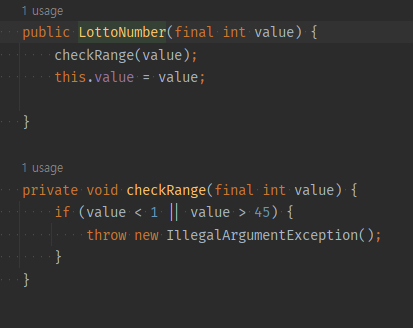 1 usage
public LottoNumber(final int value) {
    checkRange(value);
    this.value = value;

}

1 usage
private void checkRange(final int value) {
    if (value < 1 || value > 45) {
        throw new IllegalArgumentException();
    }
}